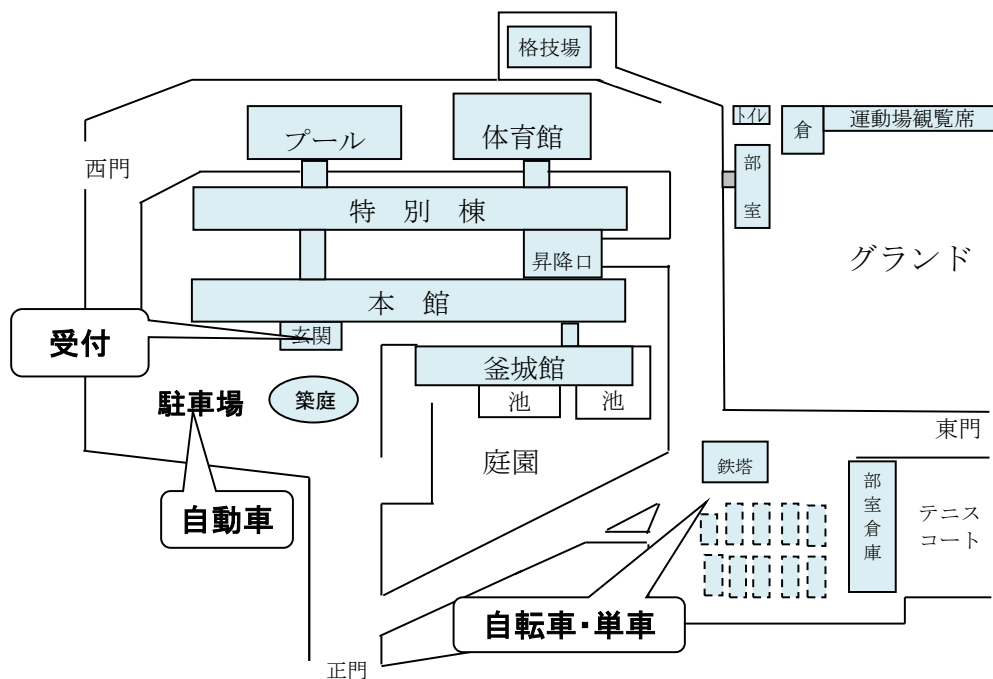 格技場
トイレ
倉
運動場観覧席
プール
体育館
西門
部
室
特 別 棟
グランド
昇降口
本 館
受付
玄関
釜城館
駐車場
築庭
池
池
東門
庭園
鉄塔
部
室
倉
庫
自動車
テニス
コート
自転車・単車
正門